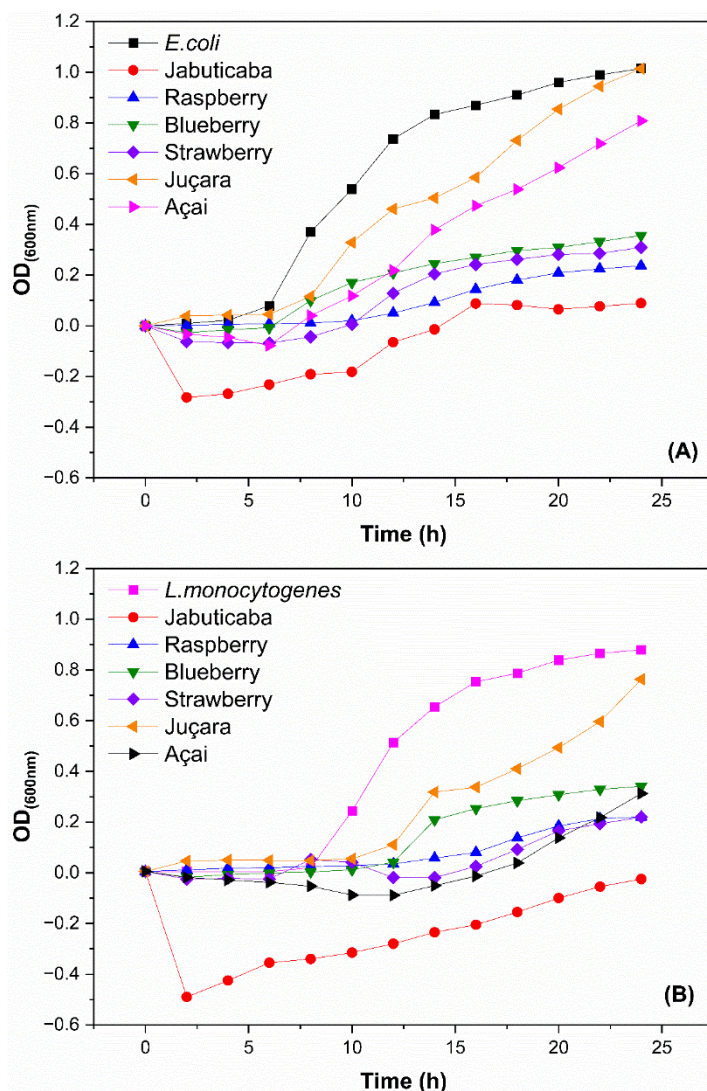 1.2
1.0
0.8
0.6
0.4
0.2
0.0
-0.2
-0.4
-0.6
OD(600nm)
E.coli
Jabuticaba
Raspberry
Blueberry
Strawberry
Juçara
Açai
(A)
0 5 10 15 20 25
Time (h)
1.2
1.0
0.8
0.6
0.4
0.2
0.0
-0.2
-0.4
-0.6
OD(600nm)
L.monocytogenes
Jabuticaba
Raspberry
Blueberry
Strawberry
Juçara
Açai
(B)
0 5 10 15 20 25
Time (h)